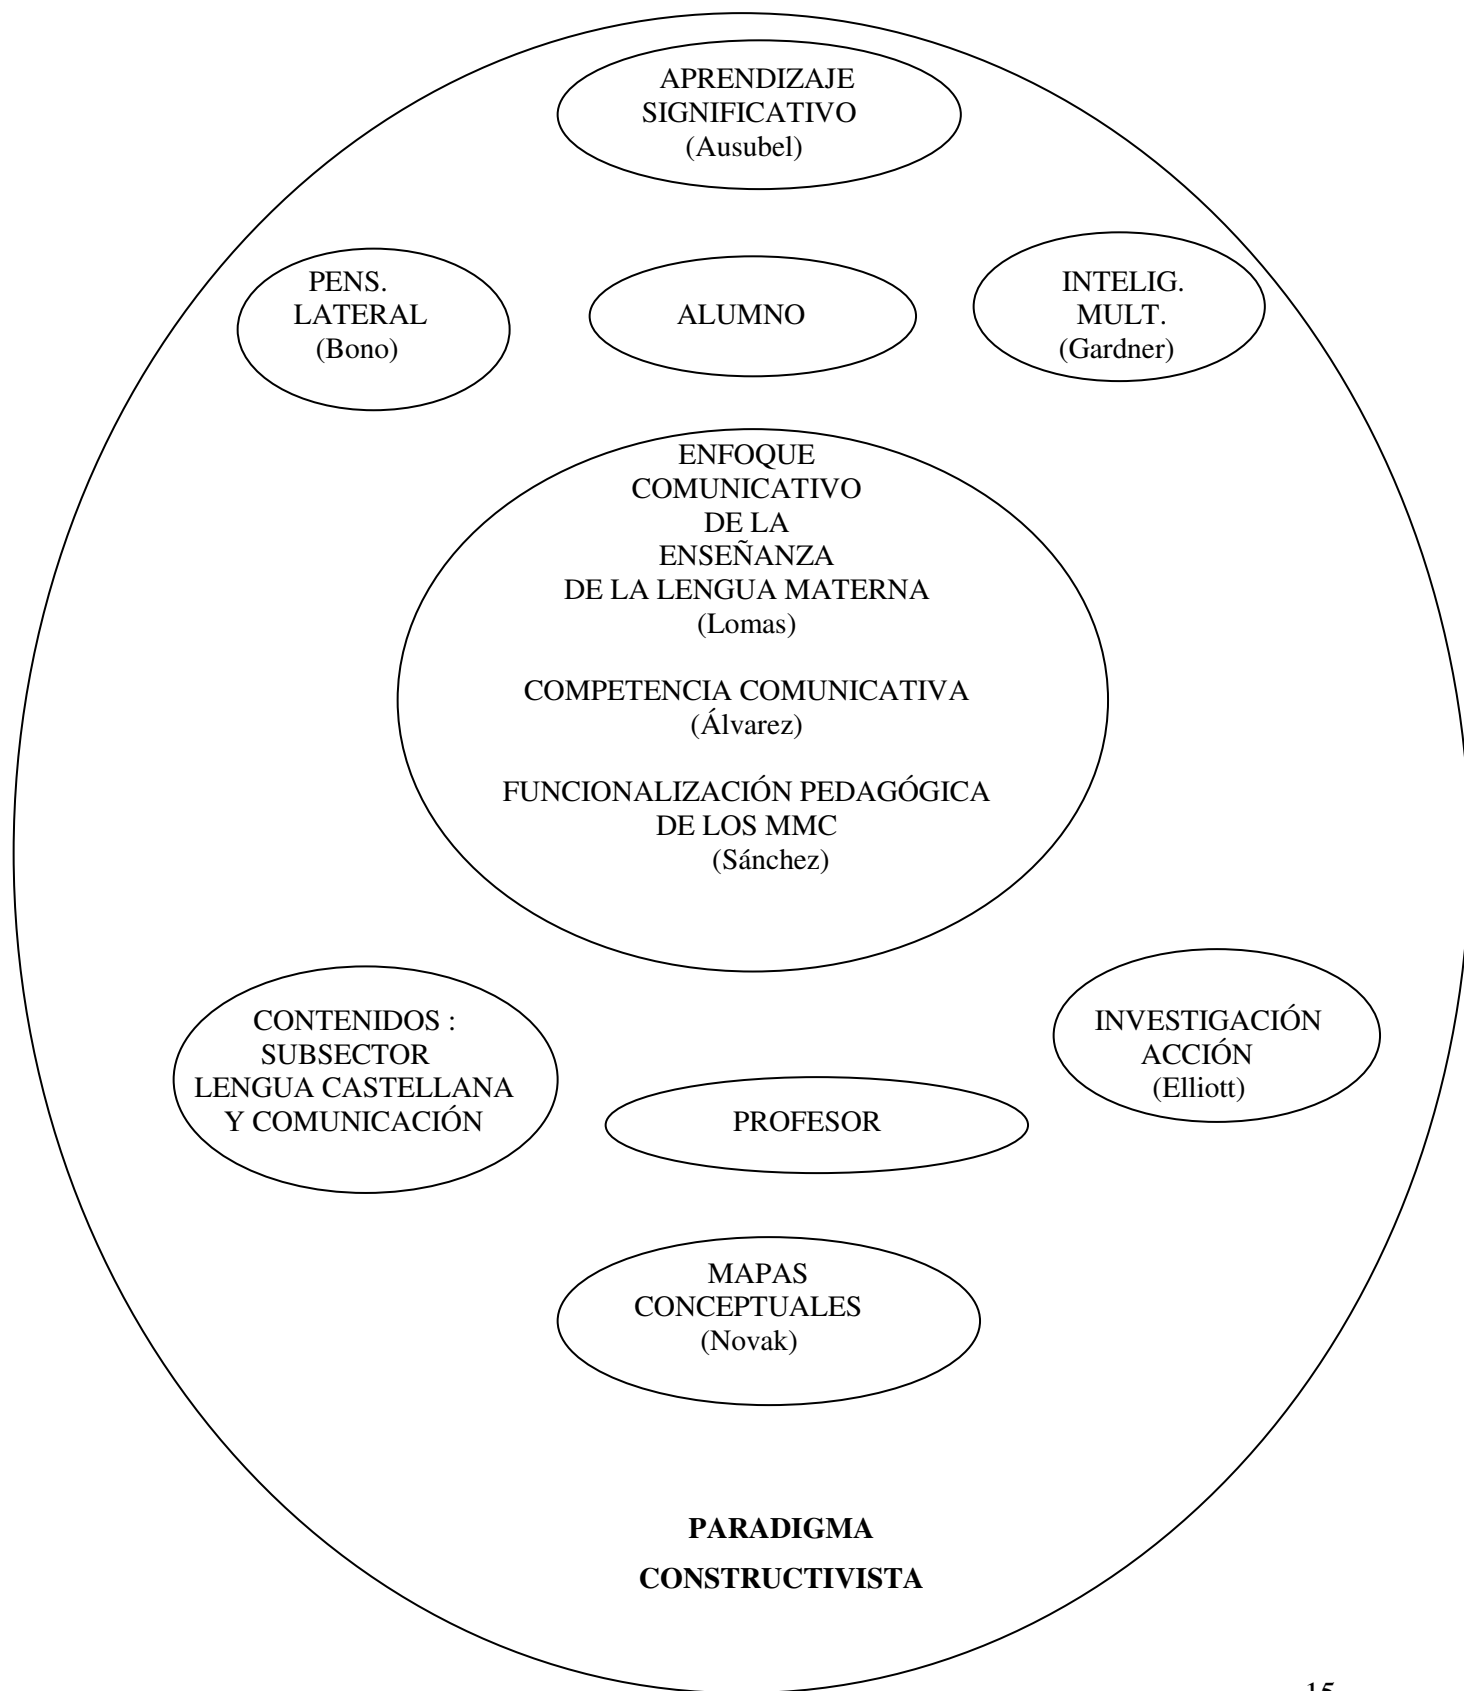 APRENDIZAJE
SIGNIFICATIVO
(Ausubel)
PENS.
LATERAL
(Bono)
ALUMNO
INTELIG.
MULT.
(Gardner)
ENFOQUE
COMUNICATIVO
DE LA
ENSEÑANZA
DE LA LENGUA MATERNA
(Lomas)
COMPETENCIA COMUNICATIVA
(Álvarez)
FUNCIONALIZACIÓN PEDAGÓGICA
DE LOS MMC
(Sánchez)
CONTENIDOS :
SUBSECTOR
LENGUA CASTELLANA
Y COMUNICACIÓN
PROFESOR
INVESTIGACIÓN
ACCIÓN
(Elliott)
MAPAS
CONCEPTUALES
(Novak)
PARADIGMA
CONSTRUCTIVISTA
15